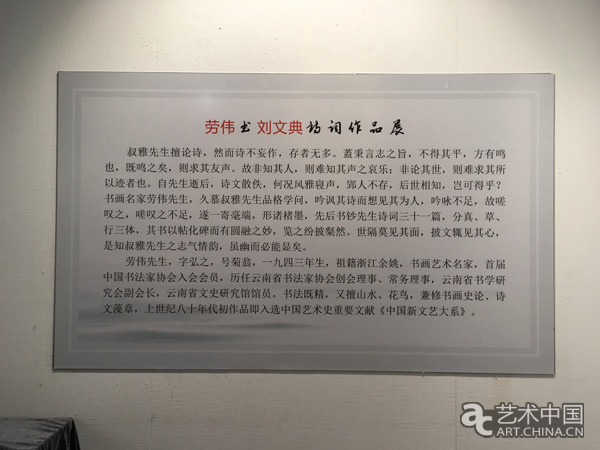 劳伟书刘文典诗词作品展
叔雅先生擅论诗，然而诗不妄作，存者无多。蓋秉言志之旨，不得其平，方有鸣
也，既鸣之矣，则求其友声。故非知其人，则难知其声之哀乐；非论其世，则难求其所
以迹者也。自先生逝后，诗文散佚，何况风雅寝声，郢人不存，后世相知，岂可得乎？
书画名家劳伟先生，久慕叔雅先生品格学问，吟讽其诗而想见其为人，吟咏不足，故嗟
叹之，嗟叹之不足，遂一寄毫端，形诸楮墨，先后书钞先生诗词三十一篇，分真、草、
行三体，其书以帖化碑而有圆融之妙，览之纷披粲然。世隔莫见其面，披文辄见其心，
是知叔雅先生之志气情韵，虽幽而必能显矣。
劳伟先生，字弘之，号菊翁，一九四三年生，祖籍浙江余姚，书画艺术名家，首届
中国书法家协会入会会员，历任云南省书法家协会创会理事、常务理事，云南省书学研
究会副会长，云南省文史研究馆馆员。书法既精，又擅山水、花鸟，兼修书画史论、诗
文藻章，上世纪八十年代初作品即入选中国艺术史重要文献《中国新文艺大系》。
艺术中国
ART.CHINA.CN